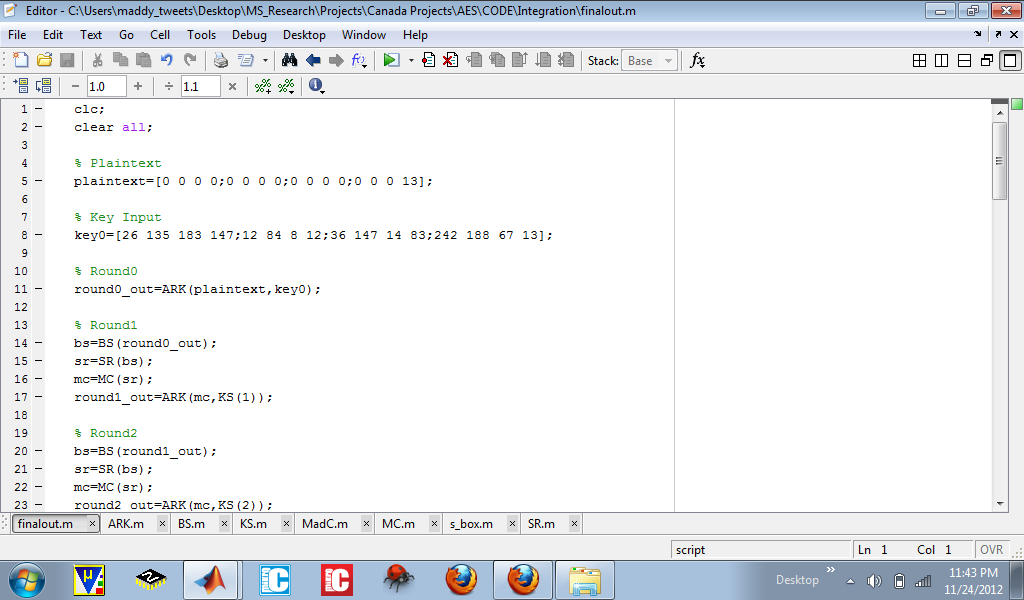 Editor - C:\Users\maddy_tweets\Desktop\MS_Research\Projects\Canada Projects\AES\CODE\Integration\finalout.m
File Edit Text Go Cell Tools Debug Desktop Window Help
Stack: Base fx
− 1.0 + ÷ 1.1 ×
1 − clc;
2 − clear all;
3
4 % Plaintext
5 − plaintext=[0 0 0 0;0 0 0 0;0 0 0 0;0 0 0 13];
6
7 % Key Input
8 − key0=[26 135 183 147;12 84 8 12;36 147 14 83;242 188 67 13];
9
10 % Round0
11 − round0_out=ARK(plaintext,key0);
12
13 % Round1
14 − bs=BS(round0_out);
15 − sr=SR(bs);
16 − mc=MC(sr);
17 − round1_out=ARK(mc,KS(1));
18
19 % Round2
20 − bs=BS(round1_out);
21 − sr=SR(bs);
22 − mc=MC(sr);
23 − round2_out=ARK(mc,KS(2));
finalout.m × ARK.m × BS.m × KS.m × MadC.m × MC.m × s_box.m × SR.m ×
script Ln 1 Col 1 OVR
Desktop » 11:43 PM
11/24/2012